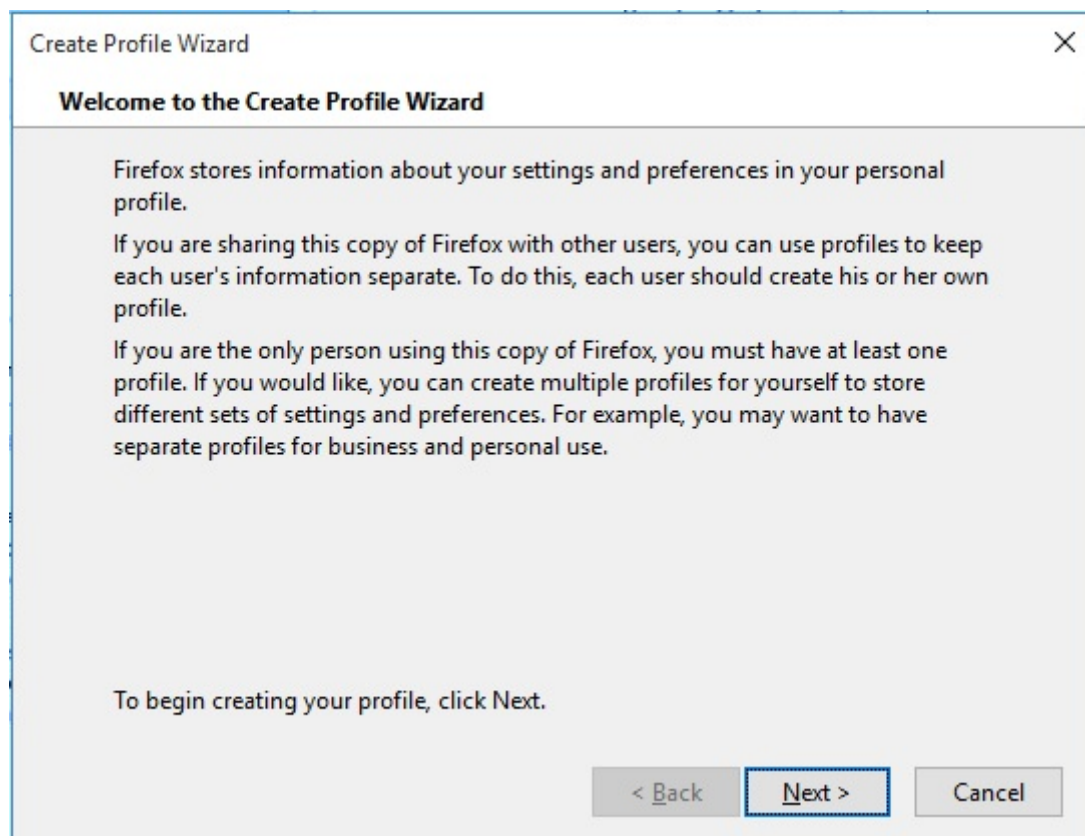 Create Profile Wizard
Welcome to the Create Profile Wizard
Firefox stores information about your settings and preferences in your personal
profile.
If you are sharing this copy of Firefox with other users, you can use profiles to keep
each user's information separate. To do this, each user should create his or her own
profile.
If you are the only person using this copy of Firefox, you must have at least one
profile. If you would like, you can create multiple profiles for yourself to store
different sets of settings and preferences. For example, you may want to have
separate profiles for business and personal use.
To begin creating your profile, click Next.
< Back
Next >
Cancel